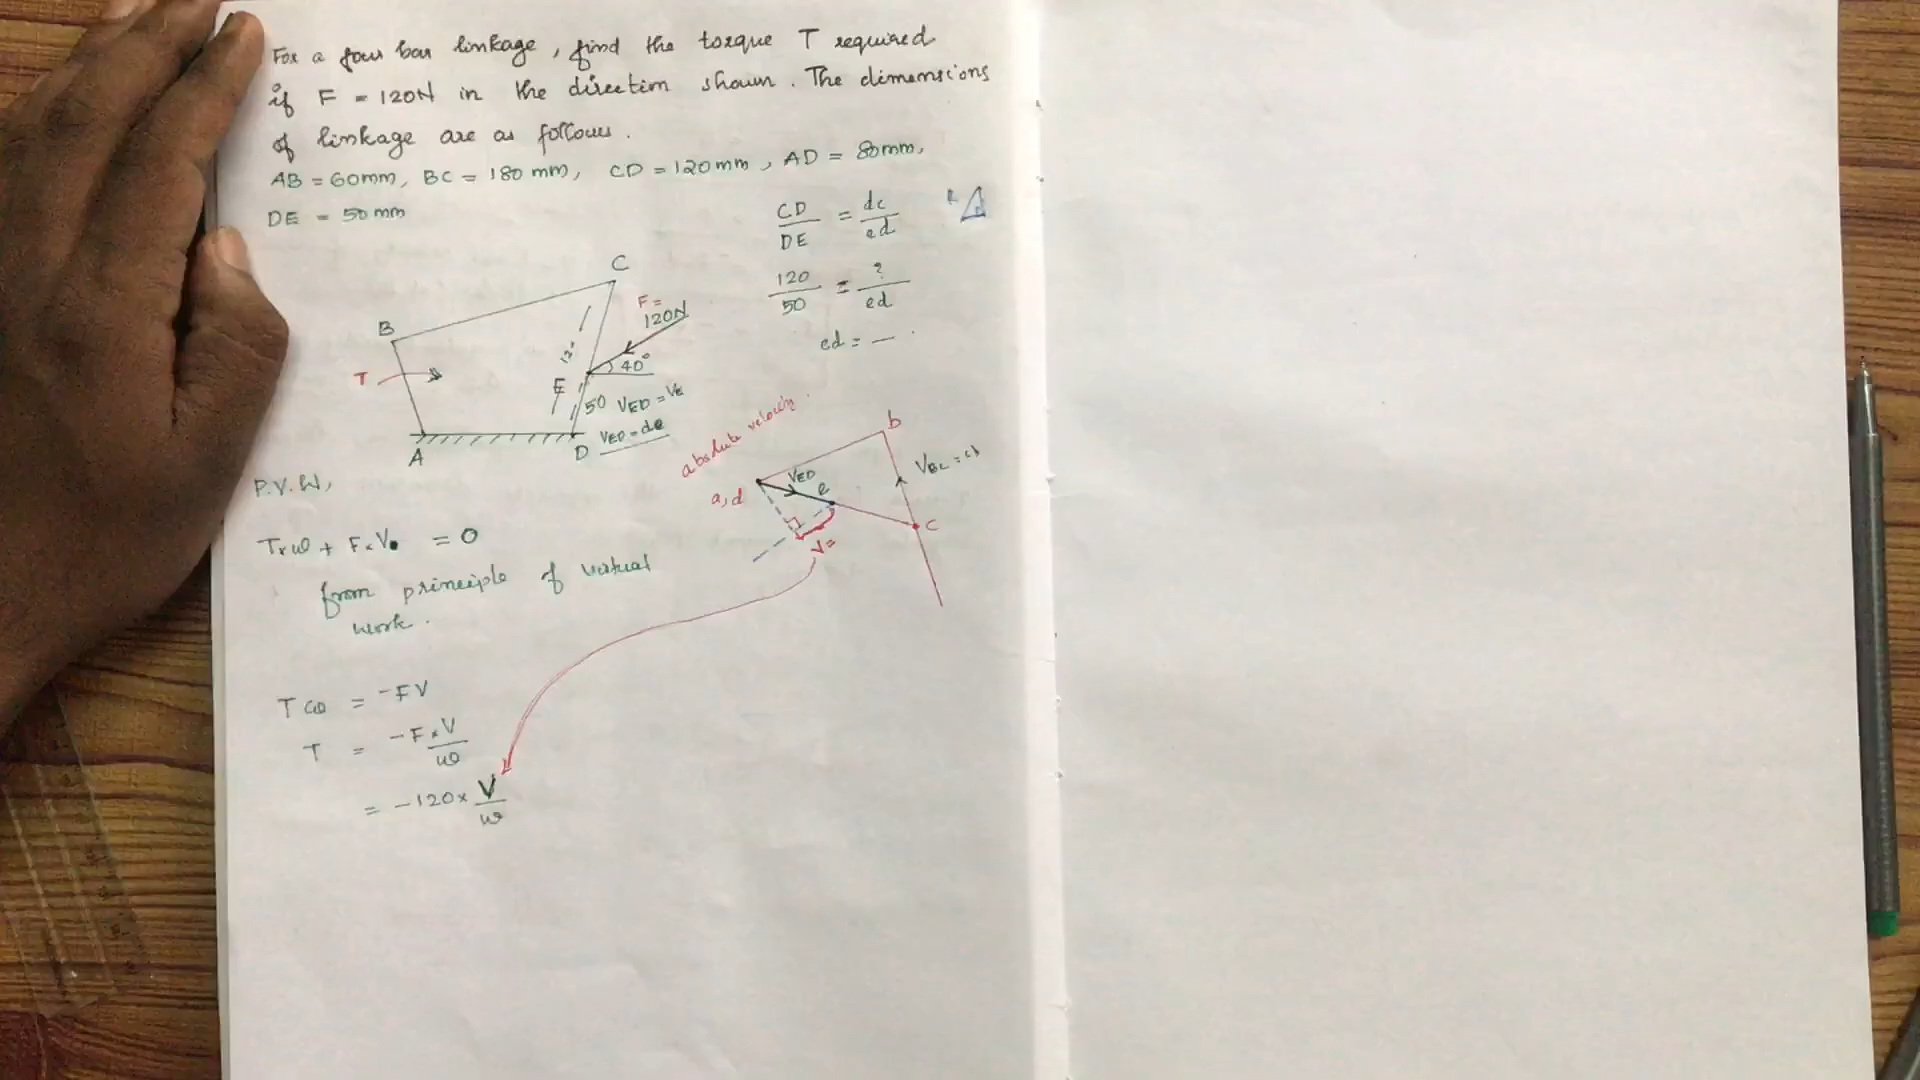 For a four bar linkage, find the torque T required
if F = 120N in the direction shown. The dimensions
of linkage are as follows.
AB = 60mm, BC = 180 mm, CD = 120 mm, AD = 80mm,
DE = 50 mm
CD/DE = dc/ed
120/50 = ?/ed
ed = —
C
B
F = 120N
T
12
40°
E
50 VED = VE
VED = de
A
D
absolute velocity.
b
VED
VBC = cb
a,d
e
c
V=
P.V.W,
T×ω + F×V = 0
from principle of virtual
work.
Tω = -FV
T = -F×V/ω
= -120× V/ω